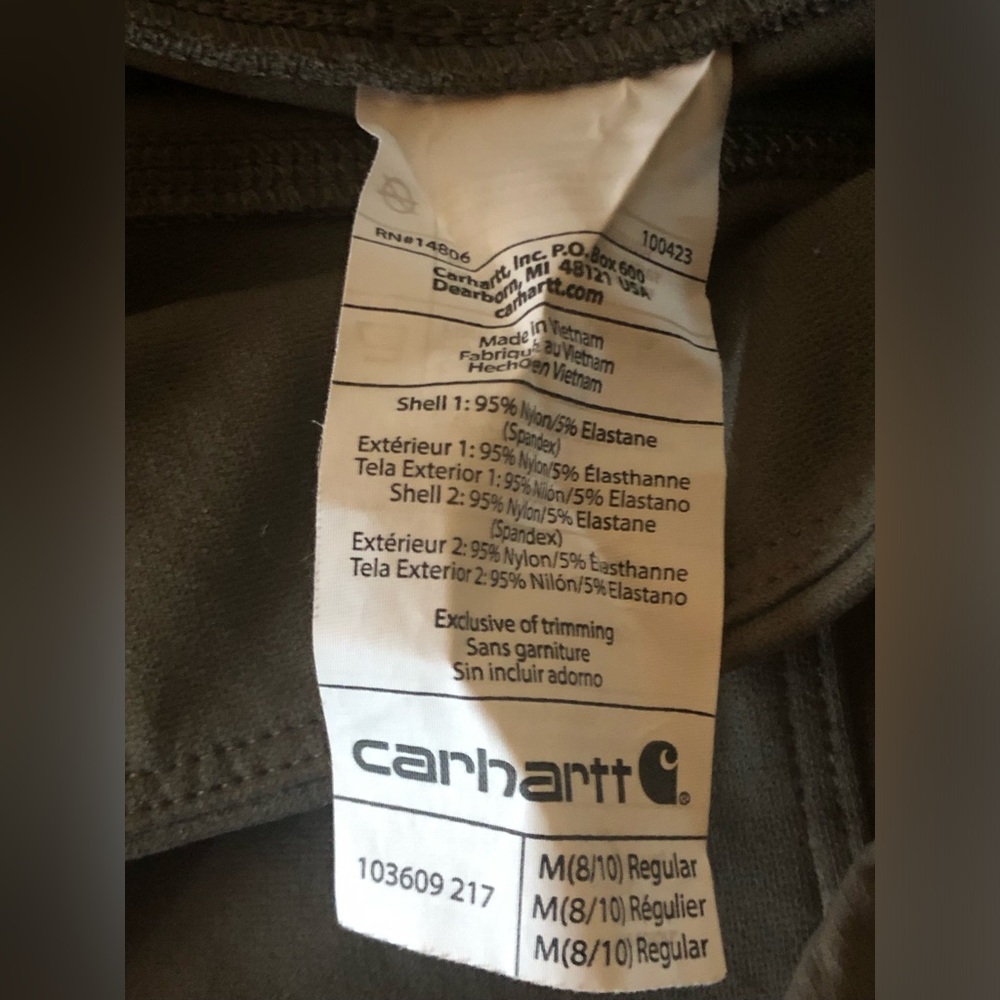 RN#14806
100423
Carhartt, Inc. P.O. Box 600
Dearborn, MI 48121 USA
carhartt.com
Made in Vietnam
Fabriqué au Vietnam
Hecho en Vietnam
Shell 1: 95% Nylon/5% Elastane
(Spandex)
Extérieur 1: 95% Nylon/5% Élasthanne
Tela Exterior 1: 95% Nilón/5% Elastano
Shell 2: 95% Nylon/5% Elastane
(Spandex)
Extérieur 2: 95% Nylon/5% Élasthanne
Tela Exterior 2: 95% Nilón/5% Elastano
Exclusive of trimming
Sans garniture
Sin incluir adorno
carhartt
103609 217
M(8/10) Regular
M(8/10) Régulier
M(8/10) Regular